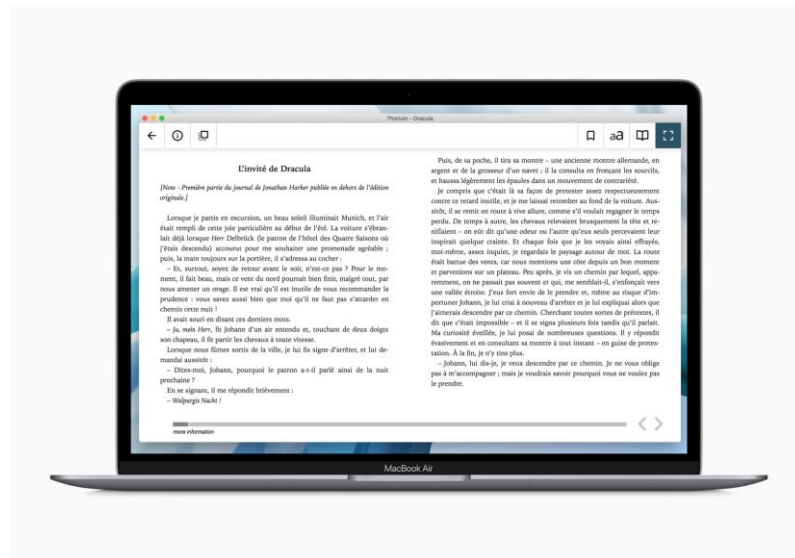 Thorium - Dracula
aA
L'invité de Dracula
[Note - Première partie du journal de Jonathan Harker publiée en dehors de l'édition
originale.]
Lorsque je partis en excursion, un beau soleil illuminait Munich, et l'air
était rempli de cette joie particulière au début de l'été. La voiture s'ébran-
lait déjà lorsque Herr Delbrück (le patron de l'hôtel des Quatre Saisons où
j'étais descendu) accourut pour me souhaiter une promenade agréable ;
puis, la main toujours sur la portière, il s'adressa au cocher :
– Et, surtout, soyez de retour avant le soir, n'est-ce pas ? Pour le mo-
ment, il fait beau, mais ce vent du nord pourrait bien finir, malgré tout, par
nous amener un orage. Il est vrai qu'il est inutile de vous recommander la
prudence : vous savez aussi bien que moi qu'il ne faut pas s'attarder en
chemin cette nuit !
Il avait souri en disant ces derniers mots.
– Ja, mein Herr, fit Johann d'un air entendu et, touchant de deux doigts
son chapeau, il fit partir les chevaux à toute vitesse.
Lorsque nous fûmes sortis de la ville, je lui fis signe d'arrêter, et lui de-
mandai aussitôt :
– Dites-moi, Johann, pourquoi le patron a-t-il parlé ainsi de la nuit
prochaine ?
En se signant, il me répondit brièvement :
– Walpurgis Nacht !
Puis, de sa poche, il tira sa montre – une ancienne montre allemande, en
argent et de la grosseur d'un navet ; il la consulta en fronçant les sourcils,
et haussa légèrement les épaules dans un mouvement de contrariété.
Je compris que c'était là sa façon de protester assez respectueusement
contre ce retard inutile, et je me laissai retomber au fond de la voiture. Aus-
sitôt, il se remit en route à vive allure, comme s'il voulait regagner le temps
perdu. De temps à autre, les chevaux relevaient brusquement la tête et re-
niflaient – on eût dit qu'une odeur ou l'autre qu'eux seuls percevaient leur
inspirait quelque crainte. Et chaque fois que je les voyais ainsi effrayés,
moi-même, assez inquiet, je regardais le paysage autour de moi. La route
était battue des vents, car nous montions une côte depuis un bon moment
et parvenions sur un plateau. Peu après, je vis un chemin par lequel, appa-
remment, on ne passait pas souvent et qui, me semblait-il, s'enfonçait vers
une vallée étroite. J'eus fort envie de le prendre et, même au risque d'im-
portuner Johann, je lui criai à nouveau d'arrêter et je lui expliquai alors que
j'aimerais descendre par ce chemin. Cherchant toutes sortes de prétextes, il
dit que c'était impossible – et il se signa plusieurs fois tandis qu'il parlait.
Ma curiosité éveillée, je lui posai de nombreuses questions. Il y répondit
évasivement et en consultant sa montre à tout instant – en guise de protes-
tation. À la fin, je n'y tins plus.
– Johann, lui dis-je, je veux descendre par ce chemin. Je ne vous oblige
pas à m'accompagner ; mais je voudrais savoir pourquoi vous ne voulez pas
le prendre.
more information
MacBook Air